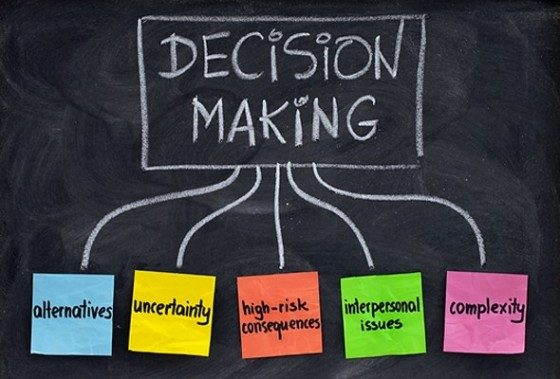 DECISION
MAKING
alternatives
uncertainty
high-risk
consequences
interpersonal
issues
complexity